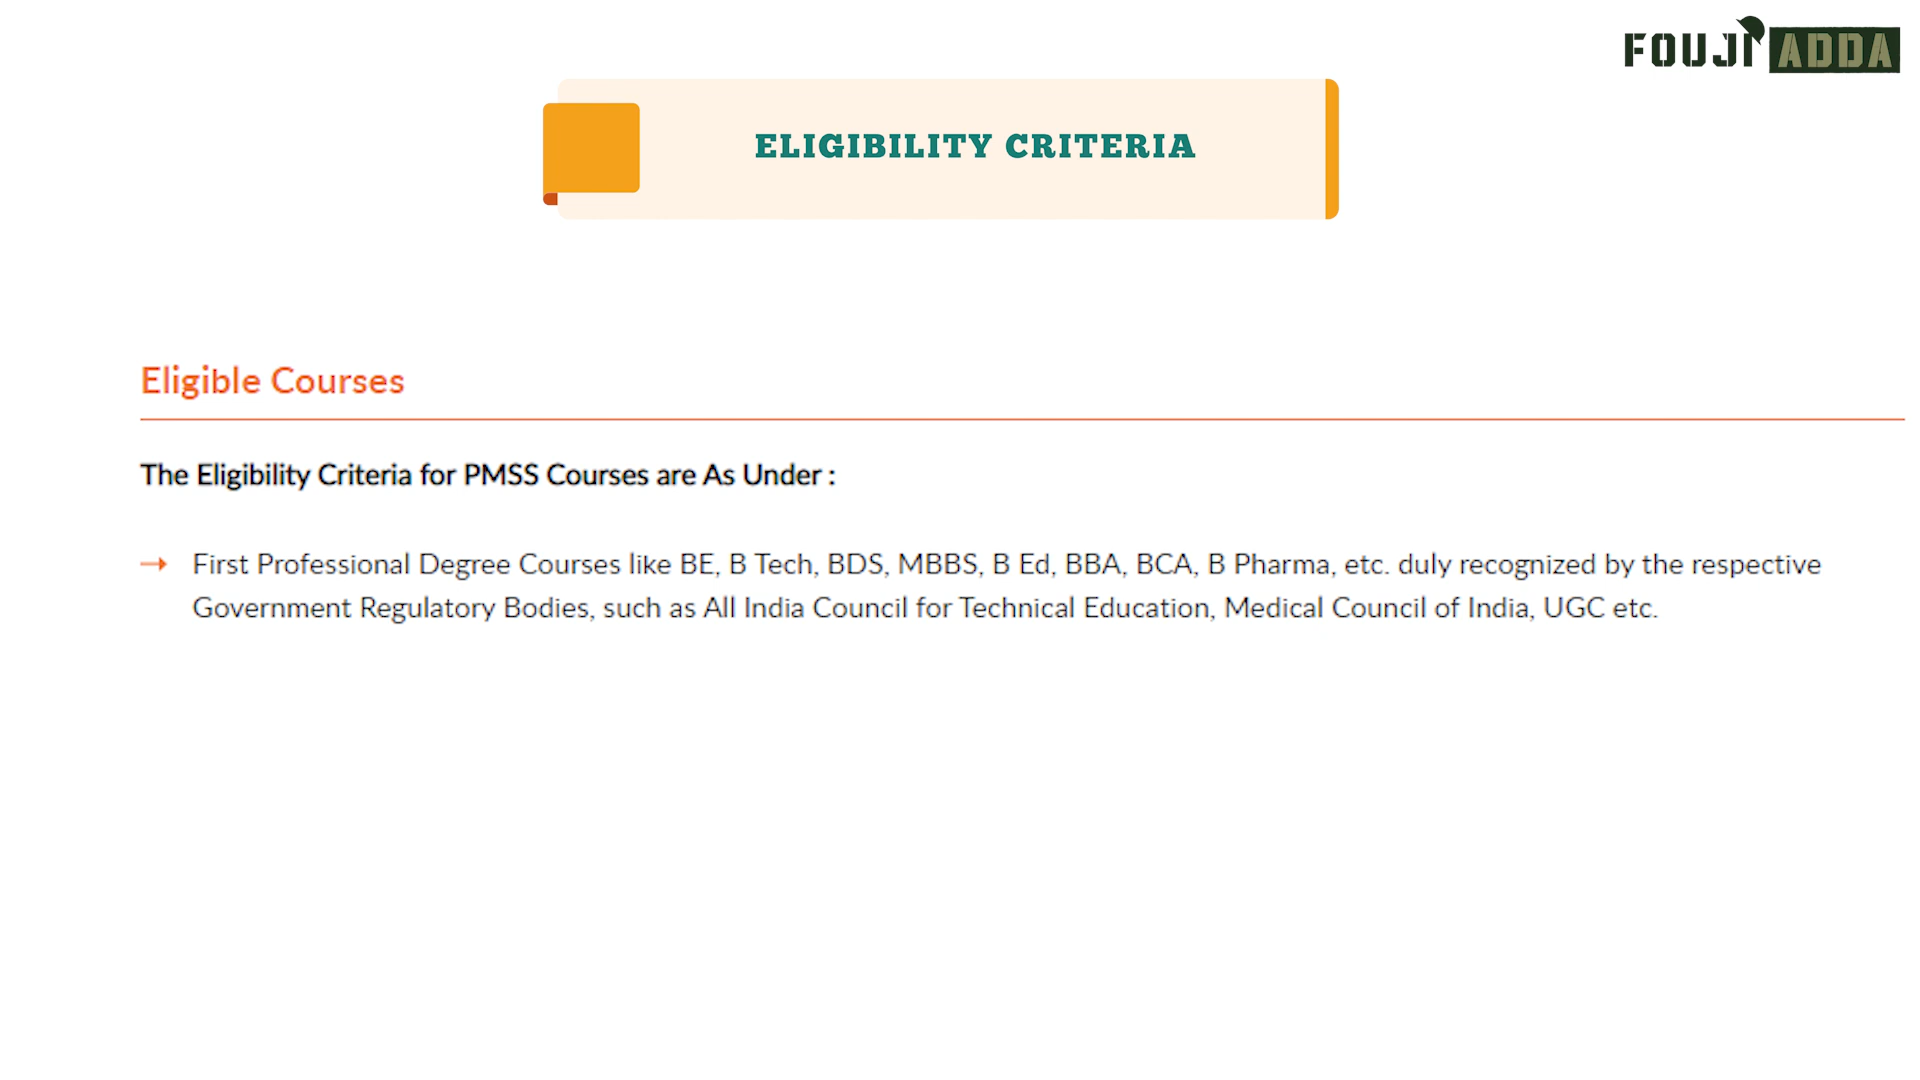 FOUJI ADDA
ELIGIBILITY CRITERIA
Eligible Courses
The Eligibility Criteria for PMSS Courses are As Under :
→ First Professional Degree Courses like BE, B Tech, BDS, MBBS, B Ed, BBA, BCA, B Pharma, etc. duly recognized by the respective
Government Regulatory Bodies, such as All India Council for Technical Education, Medical Council of India, UGC etc.